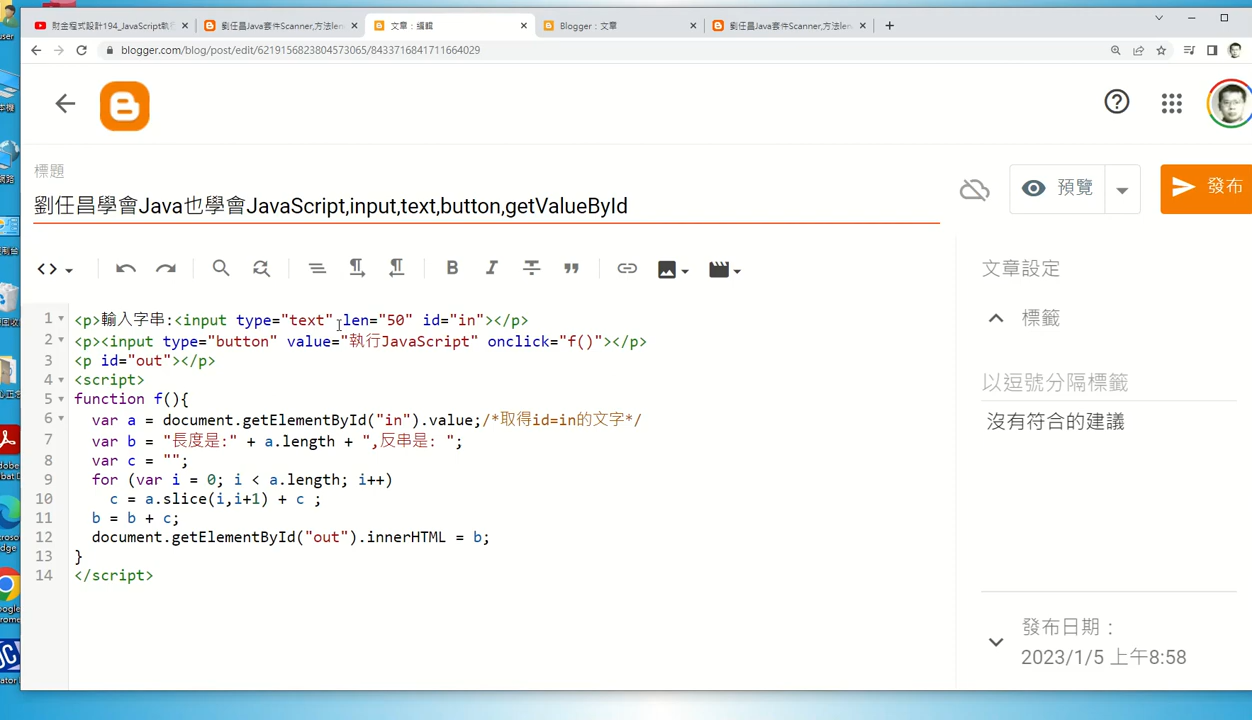 財金程式設計194_JavaScript執行
劉任昌Java套件Scanner,方法len
文章：編輯
Blogger：文章
劉任昌Java套件Scanner,方法len
blogger.com/blog/post/edit/6219156823804573065/8433716841711664029
標題
劉任昌學會Java也學會JavaScript,input,text,button,getValueById
預覽
發布
文章設定
標籤
以逗號分隔標籤
沒有符合的建議
發布日期：
2023/1/5 上午8:58
1 <p>輸入字串:<input type="text" len="50" id="in"></p>
2 <p><input type="button" value="執行JavaScript" onclick="f()"></p>
3 <p id="out"></p>
4 <script>
5 function f(){
6 var a = document.getElementById("in").value;/*取得id=in的文字*/
7 var b = "長度是:" + a.length + ",反串是: ";
8 var c = "";
9 for (var i = 0; i < a.length; i++)
10 c = a.slice(i,i+1) + c ;
11 b = b + c;
12 document.getElementById("out").innerHTML = b;
13 }
14 </script>